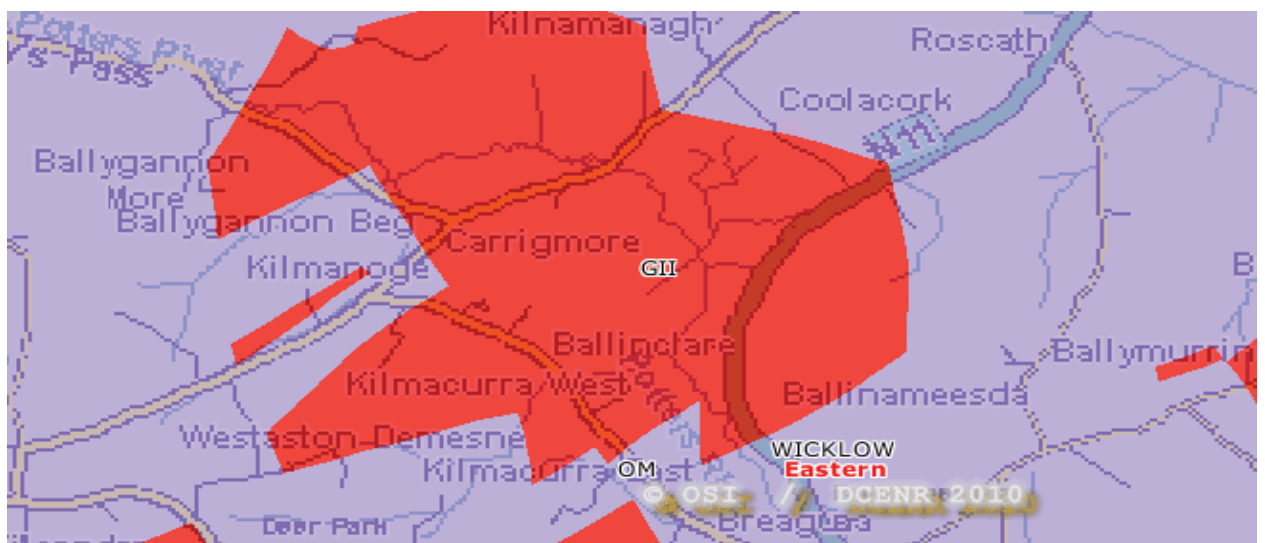 Kilnamanagh
Potters River
Roscath
's Pass
Coolacork
N11
Ballygannon
More
Ballygannon Beg
Carrigmore
Kilmanoge
GII
B
Ballinclare
Ballymurrin
Kilmacurra West
Ballinameesda
Westaston Demesne
WICKLOW
Kilmacurra East
OM
Eastern
© OSI // DCENR 2010
Deer Park